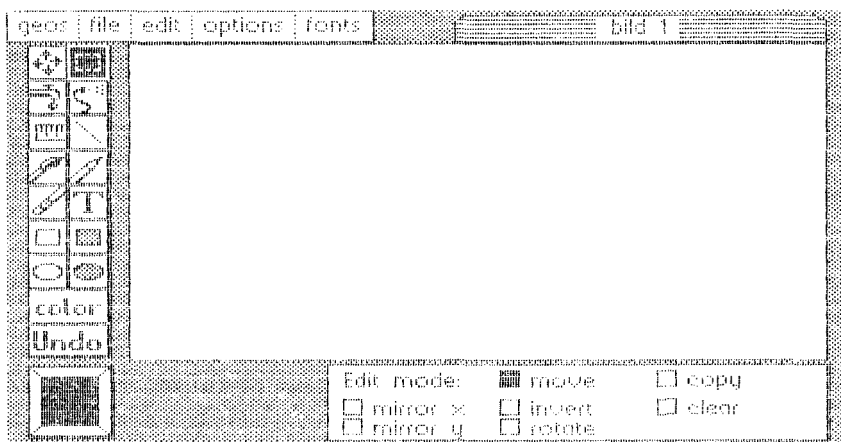 geos file edit options fonts bild 1
T
color
Undo
Edit mode: move copy
mirror x invert clear
mirror y rotate